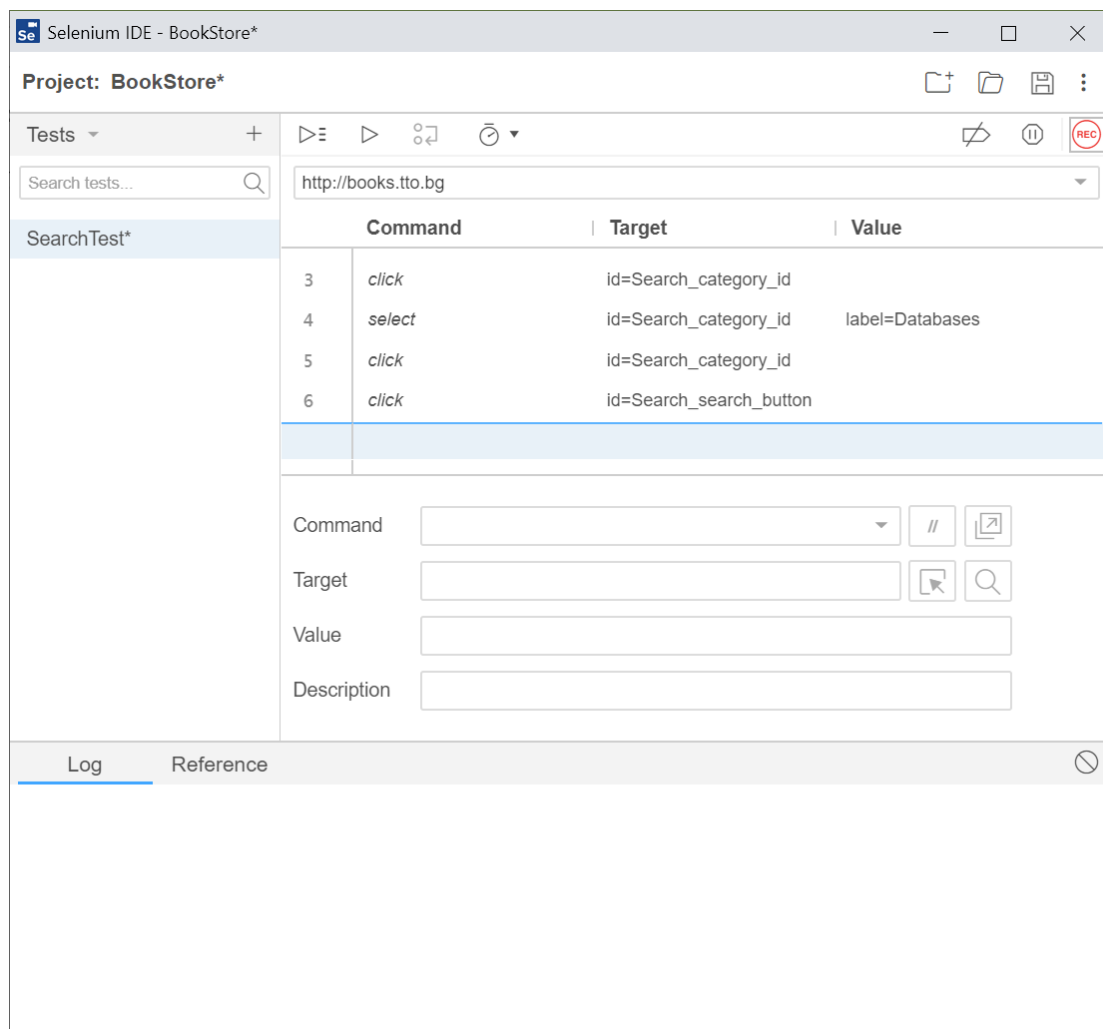 Se Selenium IDE - BookStore*
Project: BookStore*
Tests
REC
Search tests...
http://books.tto.bg
SearchTest*
Command Target Value
3 click id=Search_category_id
4 select id=Search_category_id label=Databases
5 click id=Search_category_id
6 click id=Search_search_button
Command //
Target
Value
Description
Log Reference